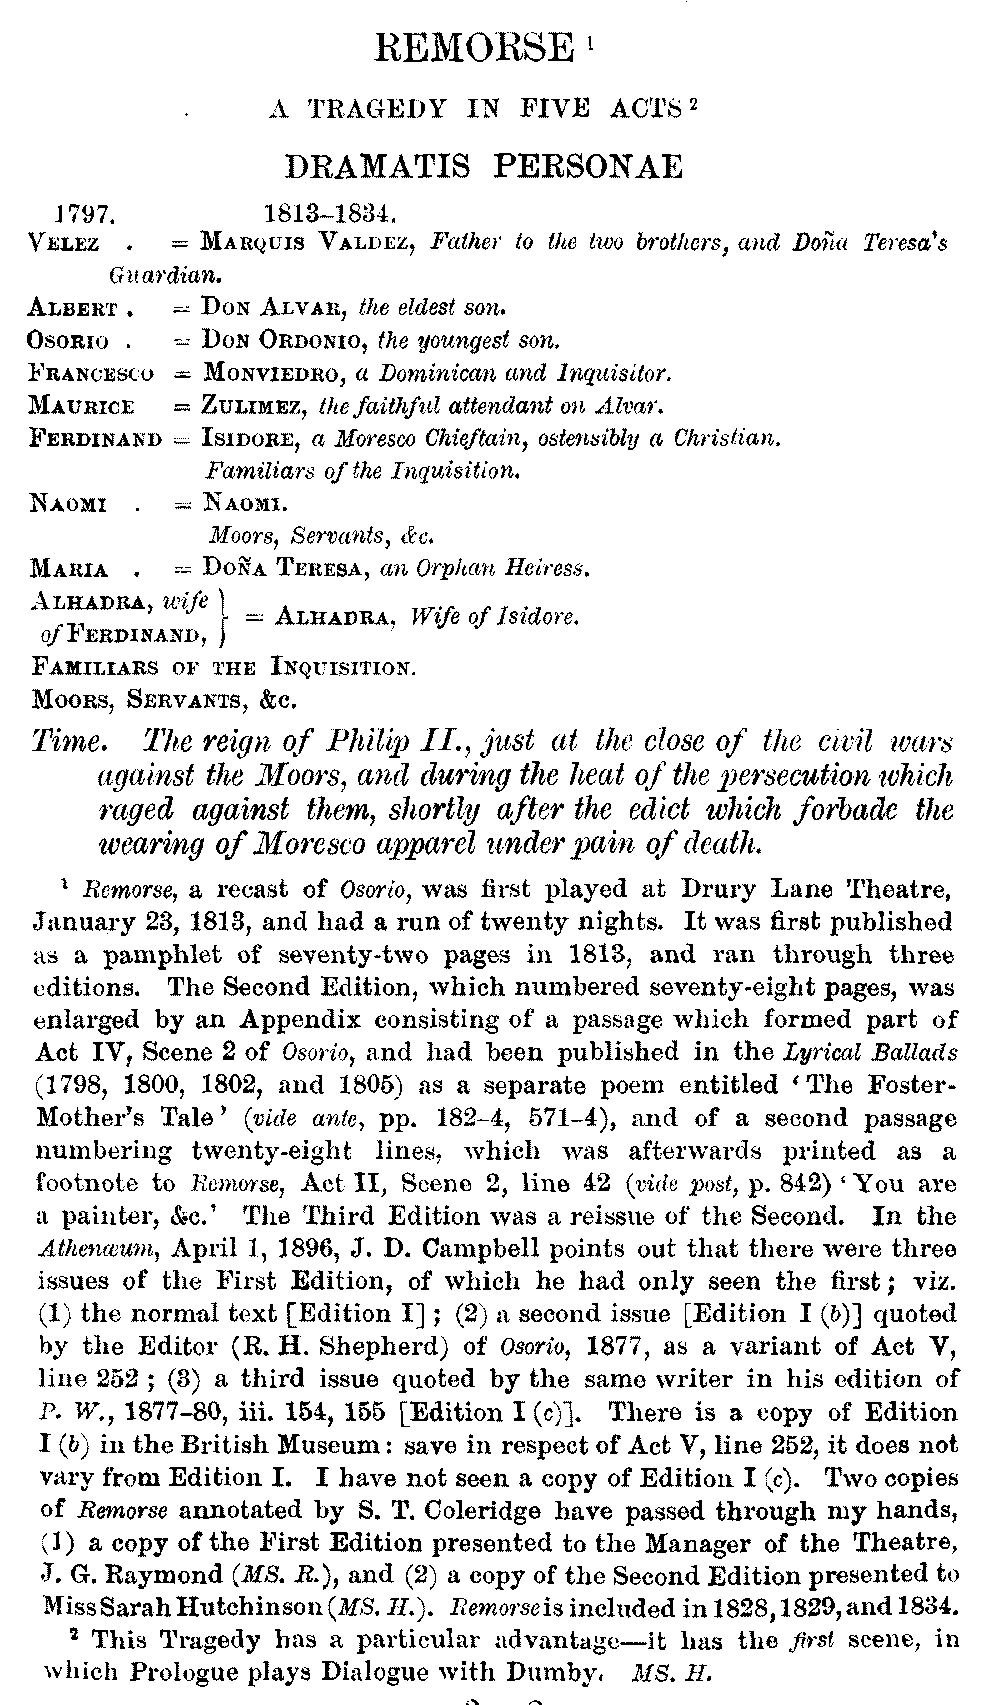 REMORSE 1
A TRAGEDY IN FIVE ACTS 2
DRAMATIS PERSONAE
1797. 1813–1834.
VELEZ . = MARQUIS VALDEZ, Father to the two brothers, and Doña Teresa's
Guardian.
ALBERT . = DON ALVAR, the eldest son.
OSORIO . = DON ORDONIO, the youngest son.
FRANCESCO = MONVIEDRO, a Dominican and Inquisitor.
MAURICE = ZULIMEZ, the faithful attendant on Alvar.
FERDINAND = ISIDORE, a Moresco Chieftain, ostensibly a Christian.
Familiars of the Inquisition.
NAOMI . = NAOMI.
Moors, Servants, &c.
MARIA . = DOÑA TERESA, an Orphan Heiress.
ALHADRA, wife
of FERDINAND, } = ALHADRA, Wife of Isidore.
FAMILIARS OF THE INQUISITION.
MOORS, SERVANTS, &c.
Time. The reign of Philip II., just at the close of the civil wars
against the Moors, and during the heat of the persecution which
raged against them, shortly after the edict which forbade the
wearing of Moresco apparel under pain of death.
1 Remorse, a recast of Osorio, was first played at Drury Lane Theatre,
January 23, 1813, and had a run of twenty nights. It was first published
as a pamphlet of seventy-two pages in 1813, and ran through three
editions. The Second Edition, which numbered seventy-eight pages, was
enlarged by an Appendix consisting of a passage which formed part of
Act IV, Scene 2 of Osorio, and had been published in the Lyrical Ballads
(1798, 1800, 1802, and 1805) as a separate poem entitled ‘The Foster-
Mother's Tale’ (vide ante, pp. 182–4, 571–4), and of a second passage
numbering twenty-eight lines, which was afterwards printed as a
footnote to Remorse, Act II, Scene 2, line 42 (vide post, p. 842) ‘You are
a painter, &c.’ The Third Edition was a reissue of the Second. In the
Athenæum, April 1, 1896, J. D. Campbell points out that there were three
issues of the First Edition, of which he had only seen the first; viz.
(1) the normal text [Edition I]; (2) a second issue [Edition I (b)] quoted
by the Editor (R. H. Shepherd) of Osorio, 1877, as a variant of Act V,
line 252; (3) a third issue quoted by the same writer in his edition of
P. W., 1877–80, iii. 154, 155 [Edition I (c)]. There is a copy of Edition
I (b) in the British Museum: save in respect of Act V, line 252, it does not
vary from Edition I. I have not seen a copy of Edition I (c). Two copies
of Remorse annotated by S. T. Coleridge have passed through my hands,
(1) a copy of the First Edition presented to the Manager of the Theatre,
J. G. Raymond (MS. R.), and (2) a copy of the Second Edition presented to
Miss Sarah Hutchinson (MS. H.). Remorse is included in 1828, 1829, and 1834.
2 This Tragedy has a particular advantage—it has the first scene, in
which Prologue plays Dialogue with Dumby. MS. H.